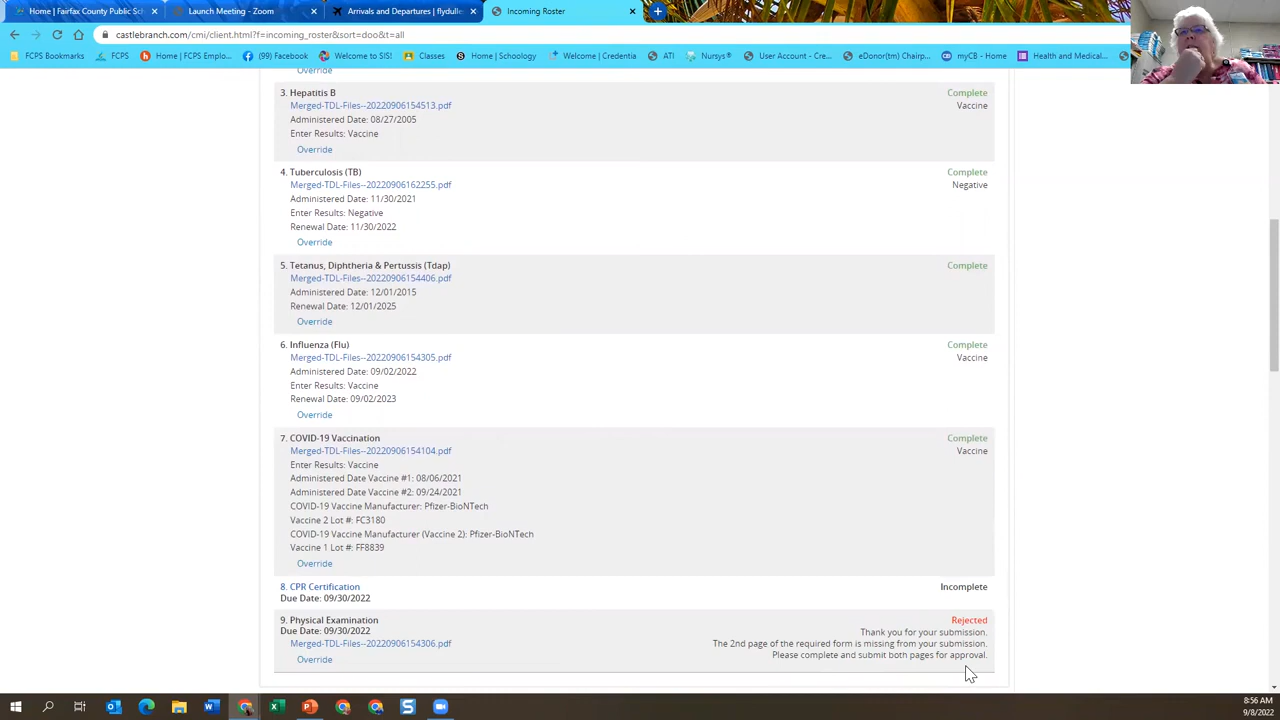 Home | Fairfax County Public Sc
Launch Meeting - Zoom
Arrivals and Departures | flydulle
Incoming Roster
castlebranch.com/cmi/client.html?f=incoming_roster&sort=doo&t=all
FCPS Bookmarks
FCPS
Home | FCPS Emplo...
(99) Facebook
Welcome to SIS!
Classes
Home | Schoology
Welcome | Credentia
ATI
Nursys®
User Account - Cre...
eDonor(tm) Chairp...
myCB - Home
Health and Medical...
Override
3. Hepatitis B
Complete
Merged-TDL-Files--20220906154513.pdf
Vaccine
Administered Date: 08/27/2005
Enter Results: Vaccine
Override
4. Tuberculosis (TB)
Complete
Merged-TDL-Files--20220906162255.pdf
Negative
Administered Date: 11/30/2021
Enter Results: Negative
Renewal Date: 11/30/2022
Override
5. Tetanus, Diphtheria & Pertussis (Tdap)
Complete
Merged-TDL-Files--20220906154406.pdf
Administered Date: 12/01/2015
Renewal Date: 12/01/2025
Override
6. Influenza (Flu)
Complete
Merged-TDL-Files--20220906154305.pdf
Vaccine
Administered Date: 09/02/2022
Enter Results: Vaccine
Renewal Date: 09/02/2023
Override
7. COVID-19 Vaccination
Complete
Merged-TDL-Files--20220906154104.pdf
Vaccine
Enter Results: Vaccine
Administered Date Vaccine #1: 08/06/2021
Administered Date Vaccine #2: 09/24/2021
COVID-19 Vaccine Manufacturer: Pfizer-BioNTech
Vaccine 2 Lot #: FC3180
COVID-19 Vaccine Manufacturer (Vaccine 2): Pfizer-BioNTech
Vaccine 1 Lot #: FF8839
Override
8. CPR Certification
Incomplete
Due Date: 09/30/2022
9. Physical Examination
Rejected
Due Date: 09/30/2022
Thank you for your submission.
Merged-TDL-Files--20220906154306.pdf
The 2nd page of the required form is missing from your submission.
Please complete and submit both pages for approval.
Override
8:56 AM
9/8/2022